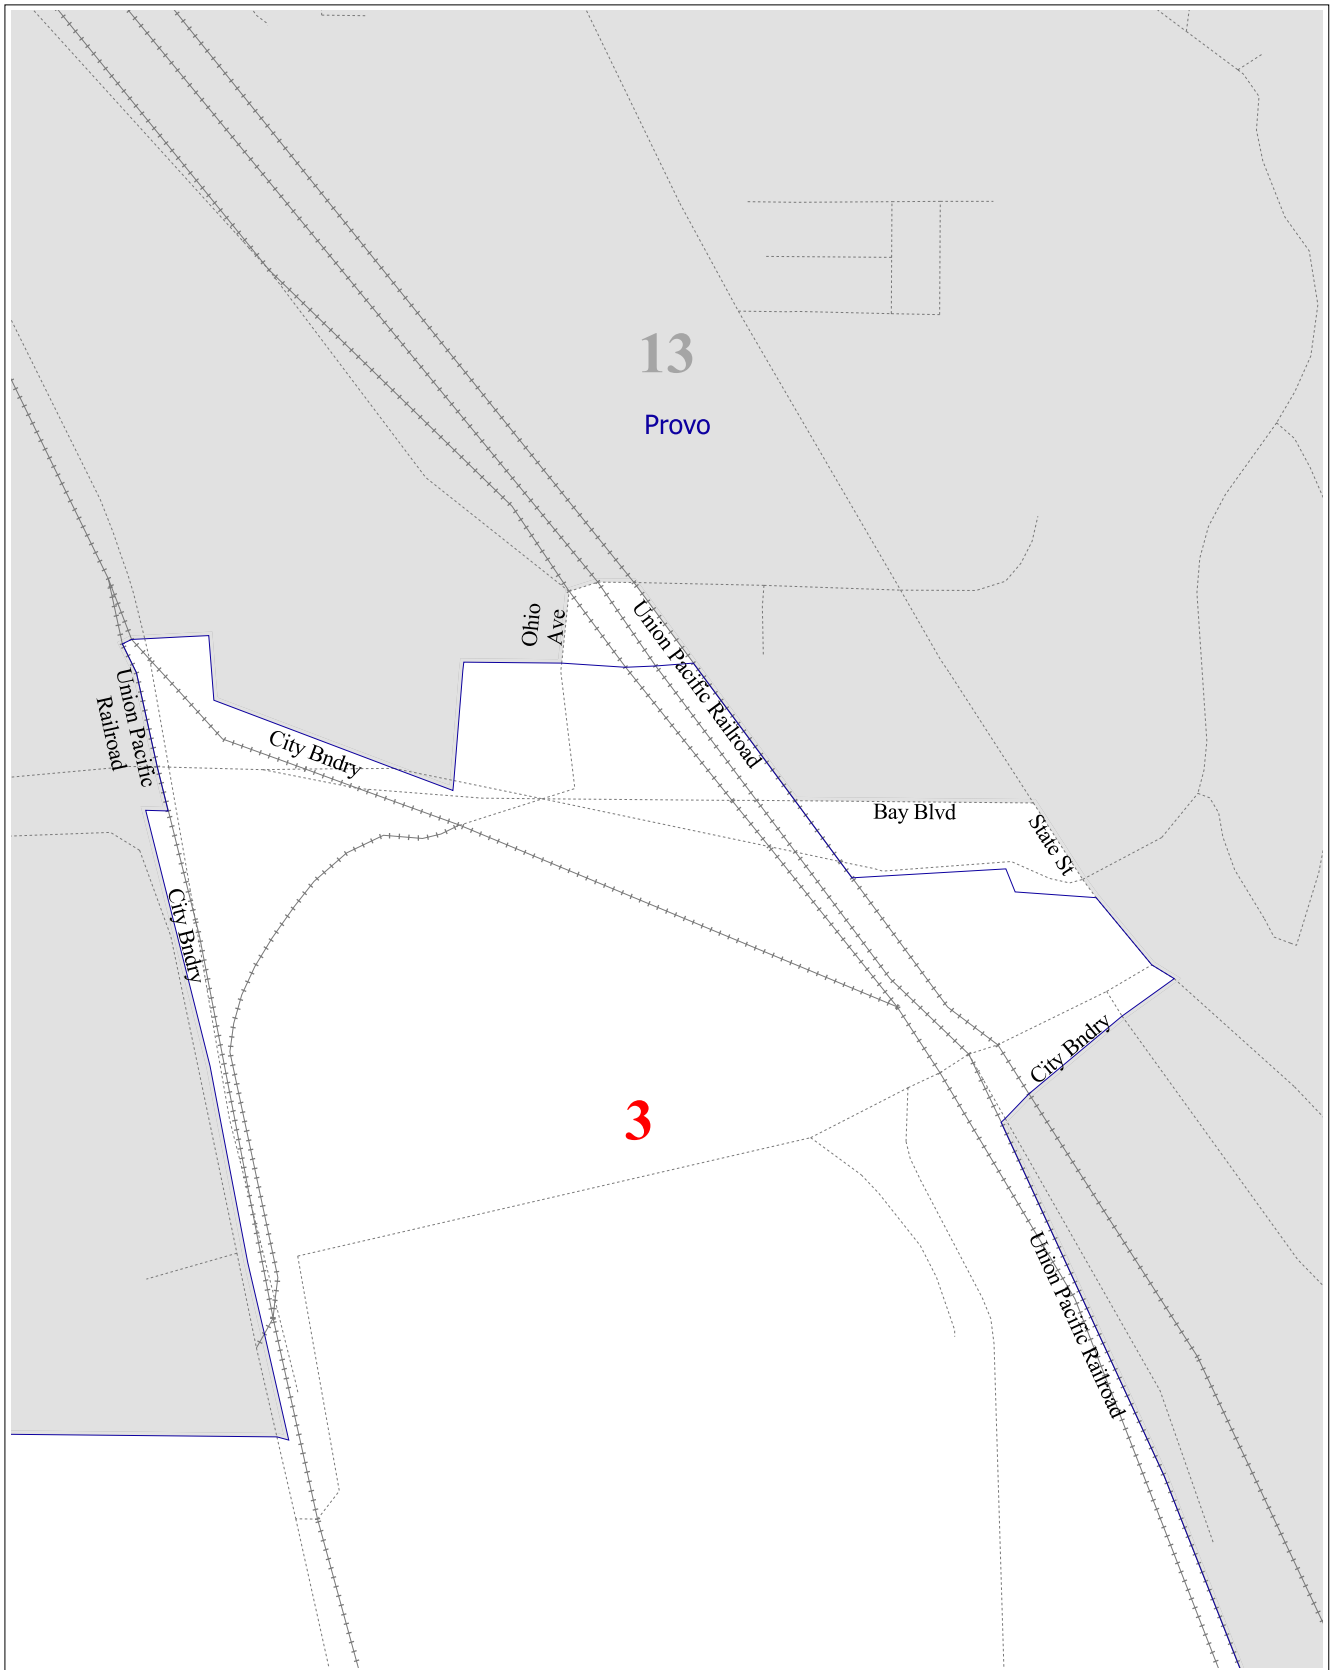 13
Provo
Ohio
Ave
Union Pacific Railroad
Union Pacific
Railroad
City Bndry
Bay Blvd
State St
City Bndry
City Bndry
3
Union Pacific Railroad